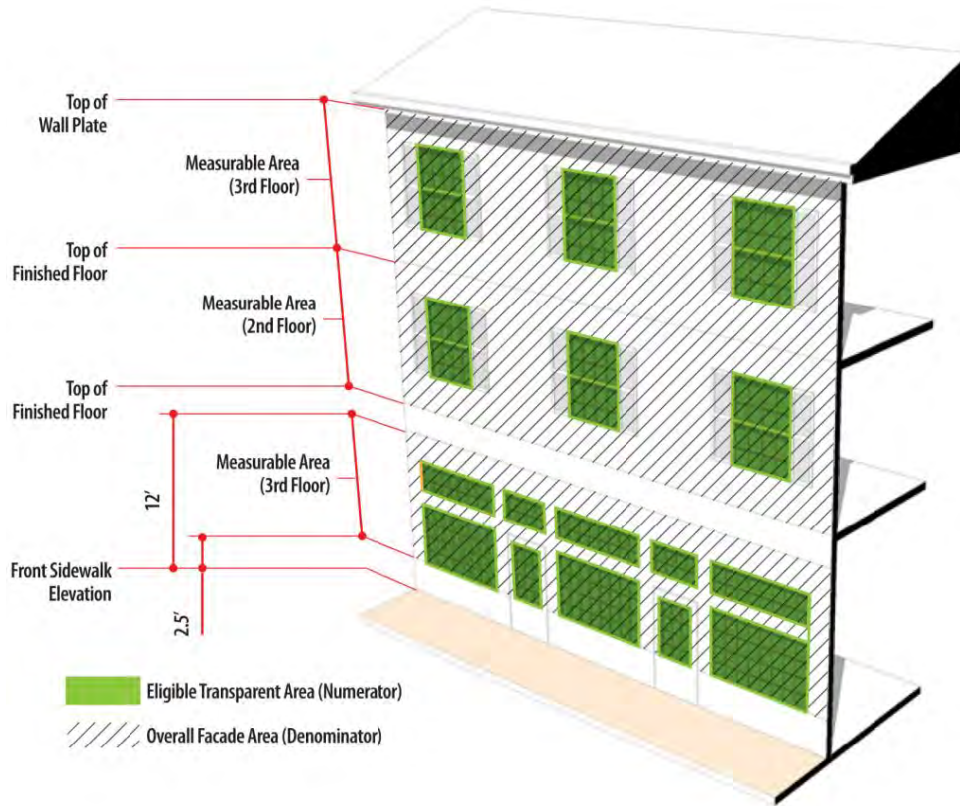 Top of
Wall Plate
Measurable Area
(3rd Floor)
Top of
Finished Floor
Measurable Area
(2nd Floor)
Top of
Finished Floor
Measurable Area
(3rd Floor)
12'
Front Sidewalk
Elevation
2.5'
Eligible Transparent Area (Numerator)
Overall Facade Area (Denominator)